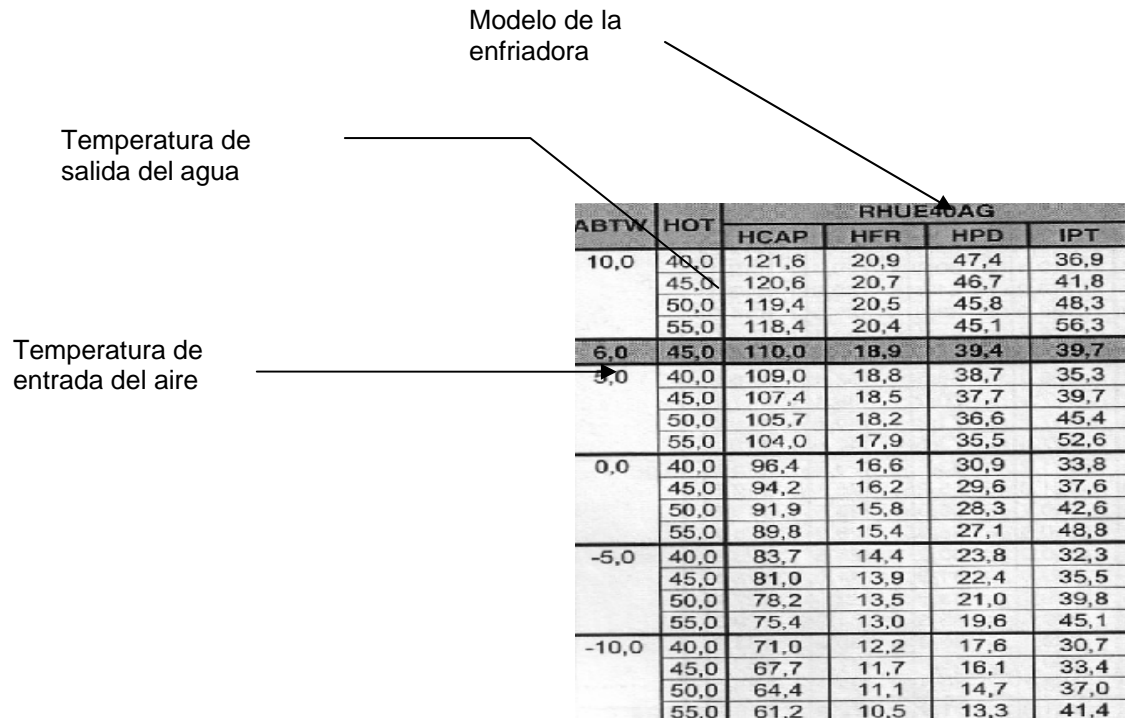 Modelo de la
enfriadora
Temperatura de
salida del agua
Temperatura de
entrada del aire
RHUE40AG
ABTW HOT HCAP HFR HPD IPT
10,0 40,0 121,6 20,9 47,4 36,9
45,0 120,6 20,7 46,7 41,8
50,0 119,4 20,5 45,8 48,3
55,0 118,4 20,4 45,1 56,3
6,0 45,0 110,0 18,9 39,4 39,7
5,0 40,0 109,0 18,8 38,7 35,3
45,0 107,4 18,5 37,7 39,7
50,0 105,7 18,2 36,6 45,4
55,0 104,0 17,9 35,5 52,6
0,0 40,0 96,4 16,6 30,9 33,8
45,0 94,2 16,2 29,6 37,6
50,0 91,9 15,8 28,3 42,6
55,0 89,8 15,4 27,1 48,8
-5,0 40,0 83,7 14,4 23,8 32,3
45,0 81,0 13,9 22,4 35,5
50,0 78,2 13,5 21,0 39,8
55,0 75,4 13,0 19,6 45,1
-10,0 40,0 71,0 12,2 17,6 30,7
45,0 67,7 11,7 16,1 33,4
50,0 64,4 11,1 14,7 37,0
55,0 61,2 10,5 13,3 41,4